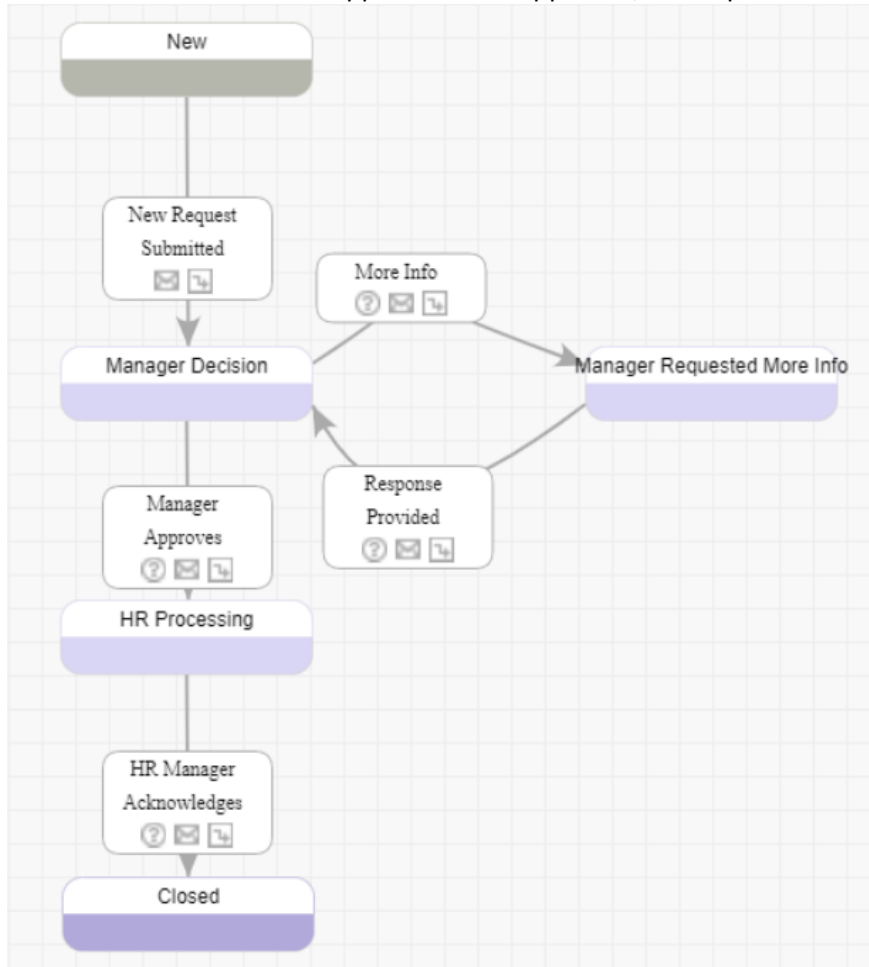 New
New Request
Submitted
More Info
Manager Decision
Manager Requested More Info
Manager
Approves
Response
Provided
HR Processing
HR Manager
Acknowledges
Closed